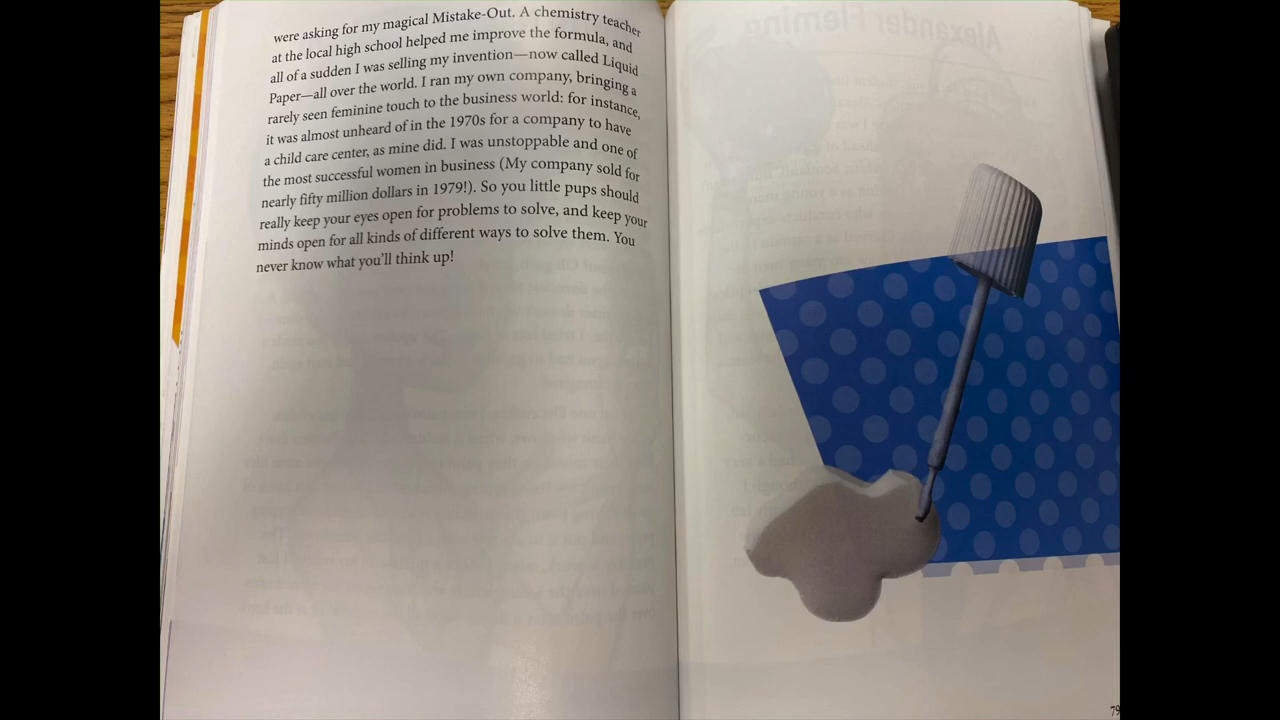 were asking for my magical Mistake-Out. A chemistry teacher
at the local high school helped me improve the formula, and
all of a sudden I was selling my invention—now called Liquid
Paper—all over the world. I ran my own company, bringing a
rarely seen feminine touch to the business world: for instance,
it was almost unheard of in the 1970s for a company to have
a child care center, as mine did. I was unstoppable and one of
the most successful women in business (My company sold for
nearly fifty million dollars in 1979!). So you little pups should
really keep your eyes open for problems to solve, and keep your
minds open for all kinds of different ways to solve them. You
never know what you'll think up!
Alexander Fleming
79